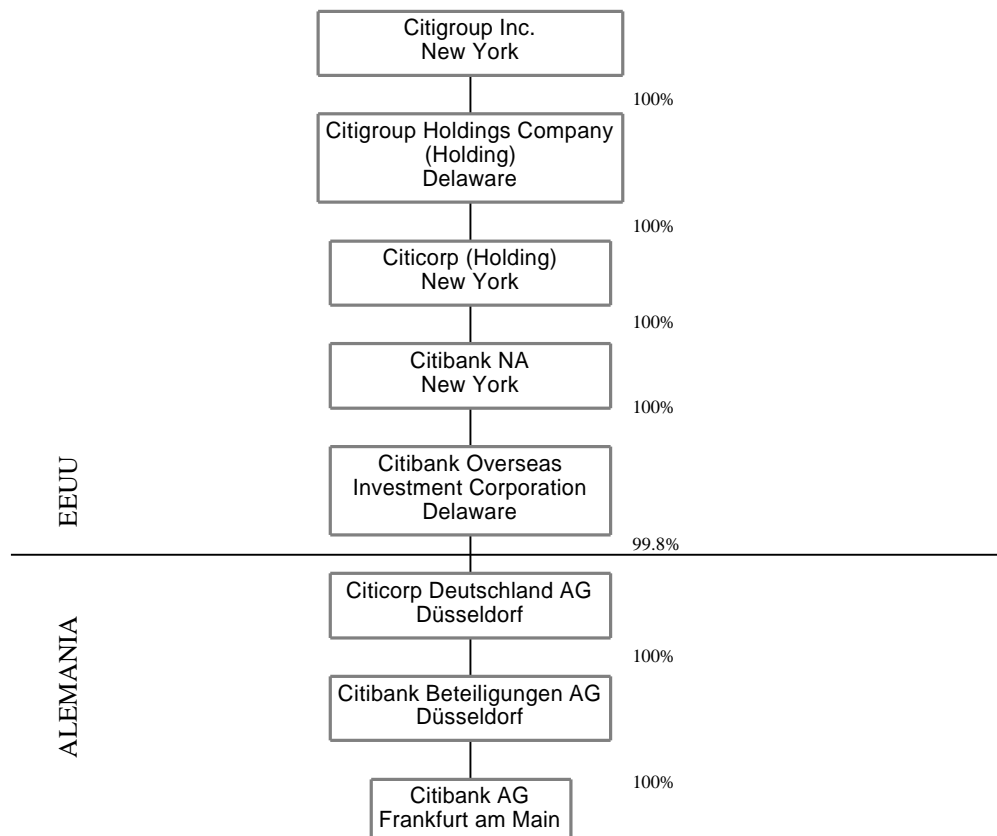 Citigroup Inc.
New York
100%
Citigroup Holdings Company
(Holding)
Delaware
100%
Citicorp (Holding)
New York
100%
Citibank NA
New York
100%
Citibank Overseas
Investment Corporation
Delaware
EEUU
99.8%
Citicorp Deutschland AG
Düsseldorf
100%
ALEMANIA
Citibank Beteiligungen AG
Düsseldorf
100%
Citibank AG
Frankfurt am Main